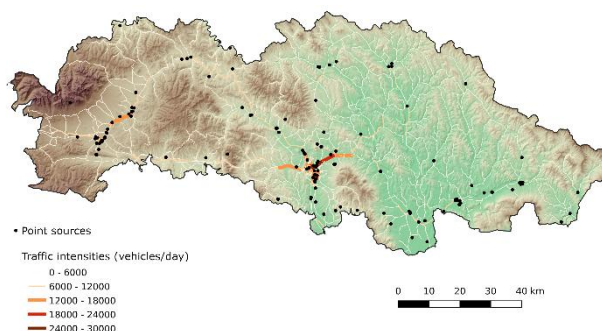 Point sources
Traffic intensities (vehicles/day)
0 - 6000
6000 - 12000
12000 - 18000
18000 - 24000
24000 - 30000
0 10 20 30 40 km